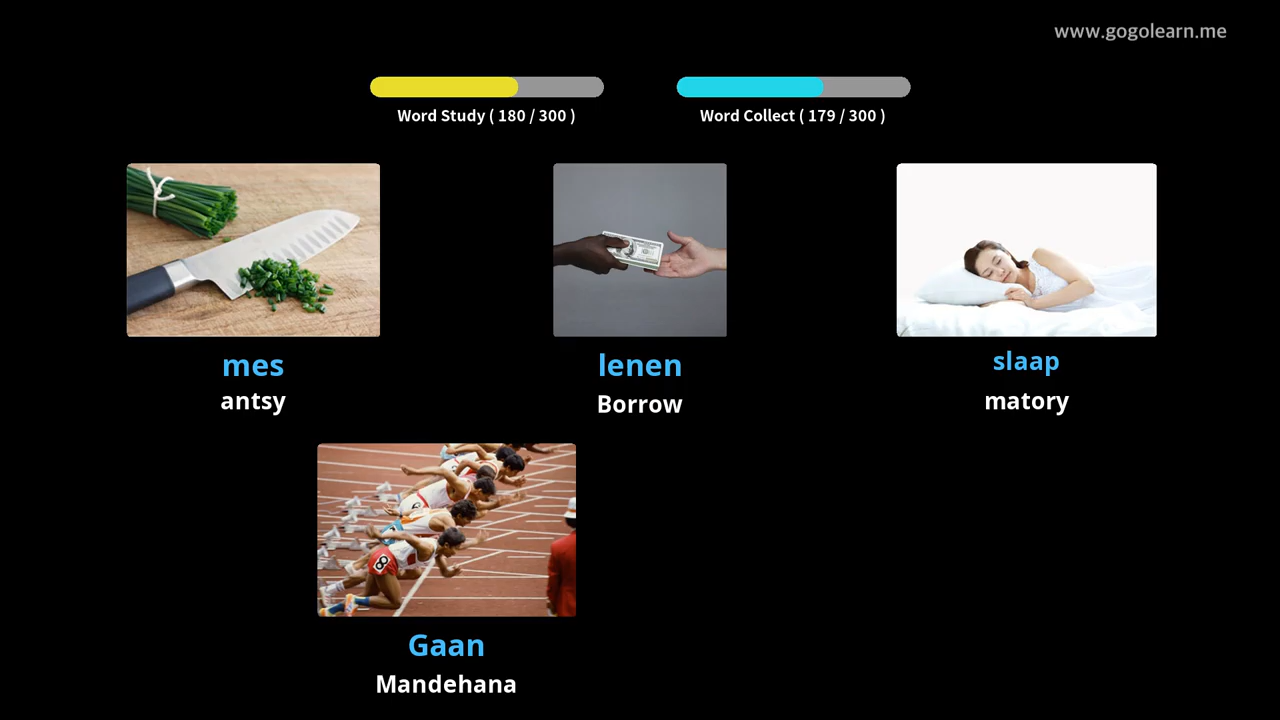 www.gogolearn.me
Word Study ( 180 / 300 )
Word Collect ( 179 / 300 )
mes
antsy
lenen
Borrow
slaap
matory
8
Gaan
Mandehana